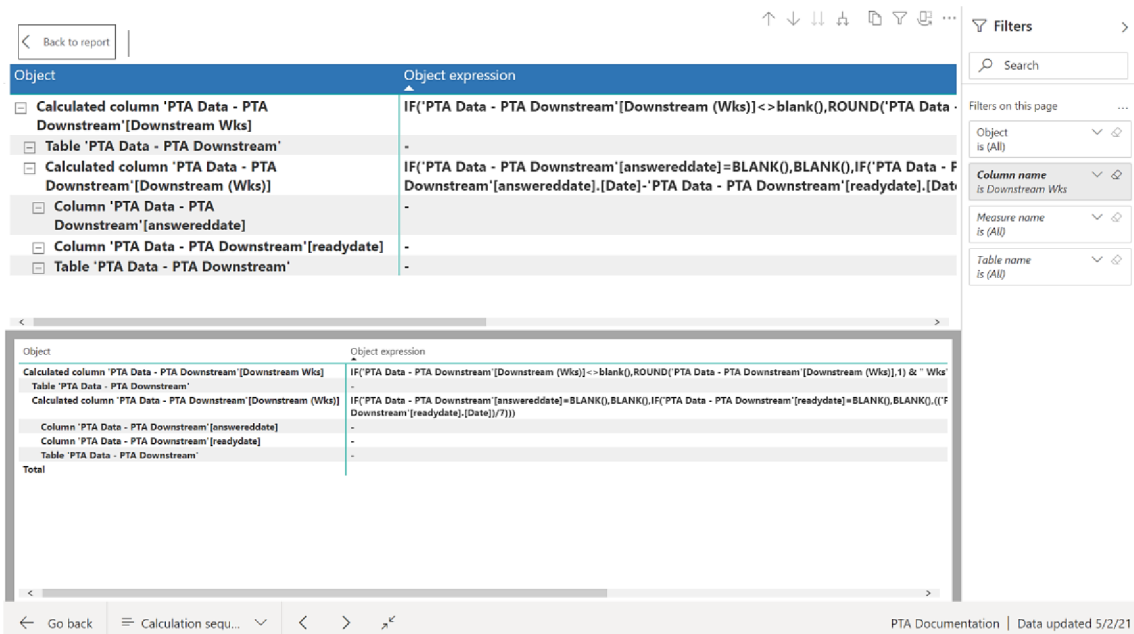 Back to report
Object Object expression
Calculated column 'PTA Data - PTA IF('PTA Data - PTA Downstream'[Downstream (Wks)]<>blank(),ROUND('PTA Data -
Downstream'[Downstream Wks]
Table 'PTA Data - PTA Downstream' -
Calculated column 'PTA Data - PTA IF('PTA Data - PTA Downstream'[answereddate]=BLANK(),BLANK(),IF('PTA Data - P
Downstream'[Downstream (Wks)] Downstream'[answereddate].[Date]-'PTA Data - PTA Downstream'[readydate].[Date
Column 'PTA Data - PTA -
Downstream'[answereddate]
Column 'PTA Data - PTA Downstream'[readydate] -
Table 'PTA Data - PTA Downstream' -
Object Object expression
Calculated column 'PTA Data - PTA Downstream'[Downstream Wks] IF('PTA Data - PTA Downstream'[Downstream (Wks)]<>blank(),ROUND('PTA Data - PTA Downstream'[Downstream (Wks)],1) & " Wks"
Table 'PTA Data - PTA Downstream' -
Calculated column 'PTA Data - PTA Downstream'[Downstream (Wks)] IF('PTA Data - PTA Downstream'[answereddate]=BLANK(),BLANK(),IF('PTA Data - PTA Downstream'[readydate]=BLANK(),BLANK(),(('P
Downstream'[readydate].[Date])/7)))
Column 'PTA Data - PTA Downstream'[answereddate] -
Column 'PTA Data - PTA Downstream'[readydate] -
Table 'PTA Data - PTA Downstream' -
Total
Filters
Search
Filters on this page ...
Object
is (All)
Column name
is Downstream Wks
Measure name
is (All)
Table name
is (All)
Go back Calculation sequ... PTA Documentation | Data updated 5/2/21